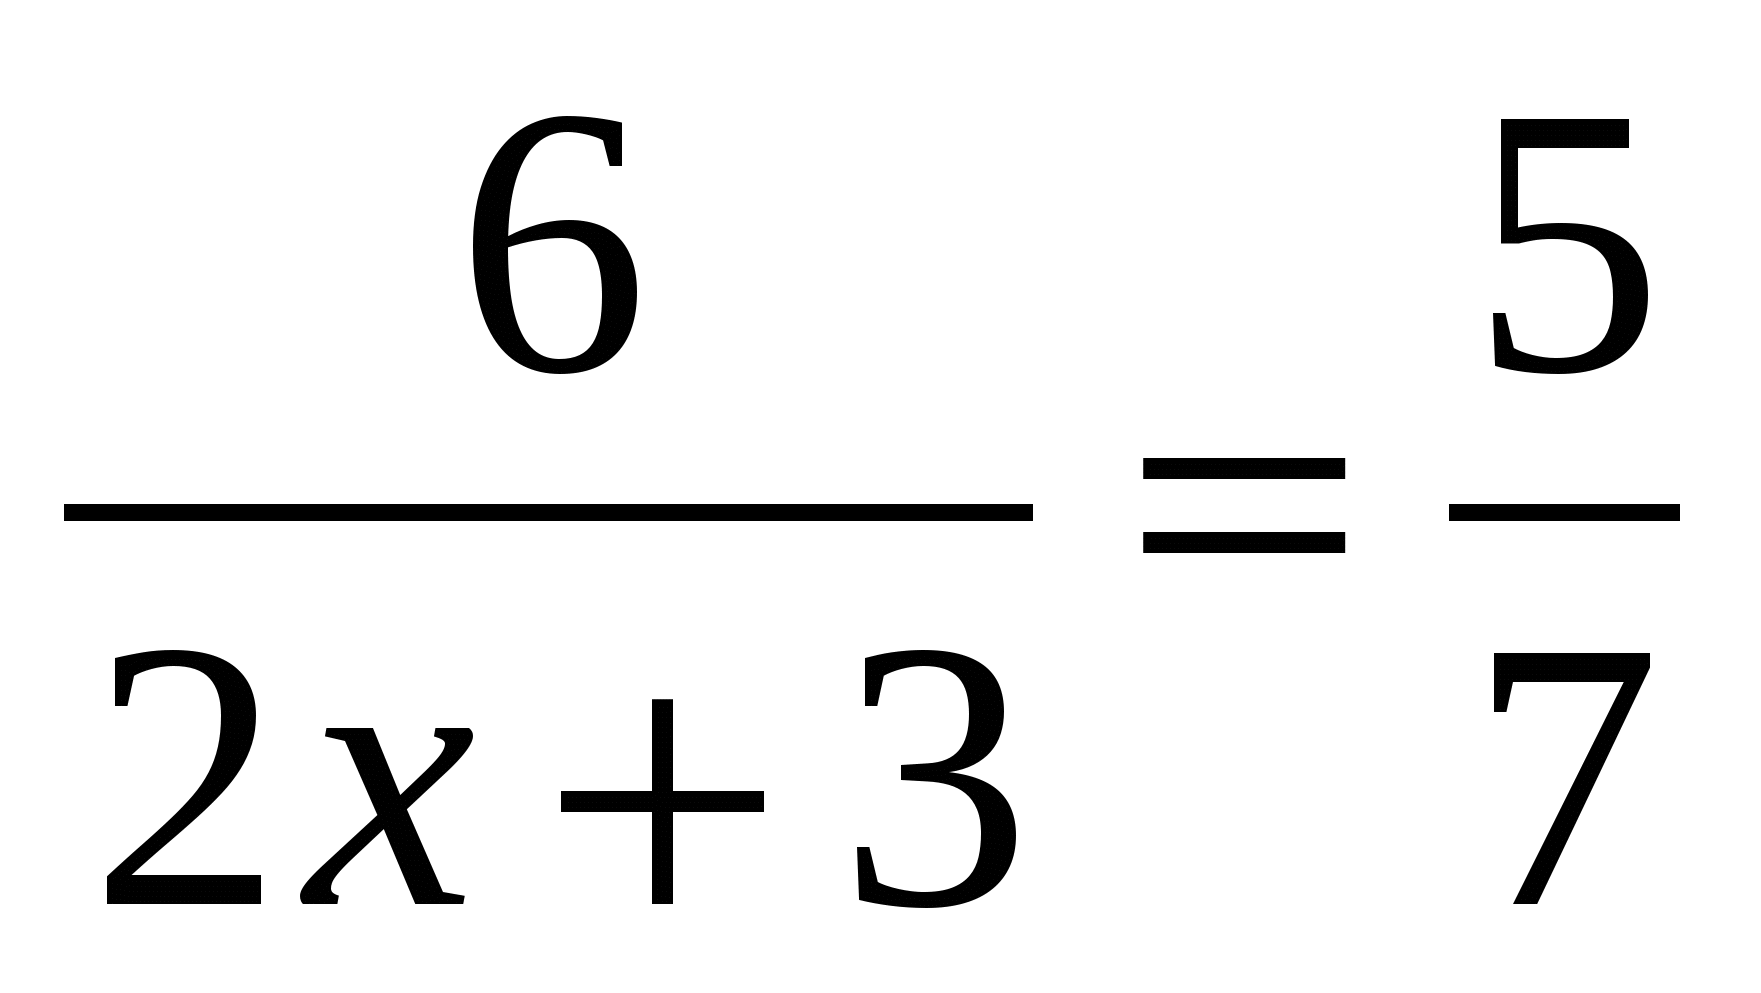 6/(2x + 3) = 5/7